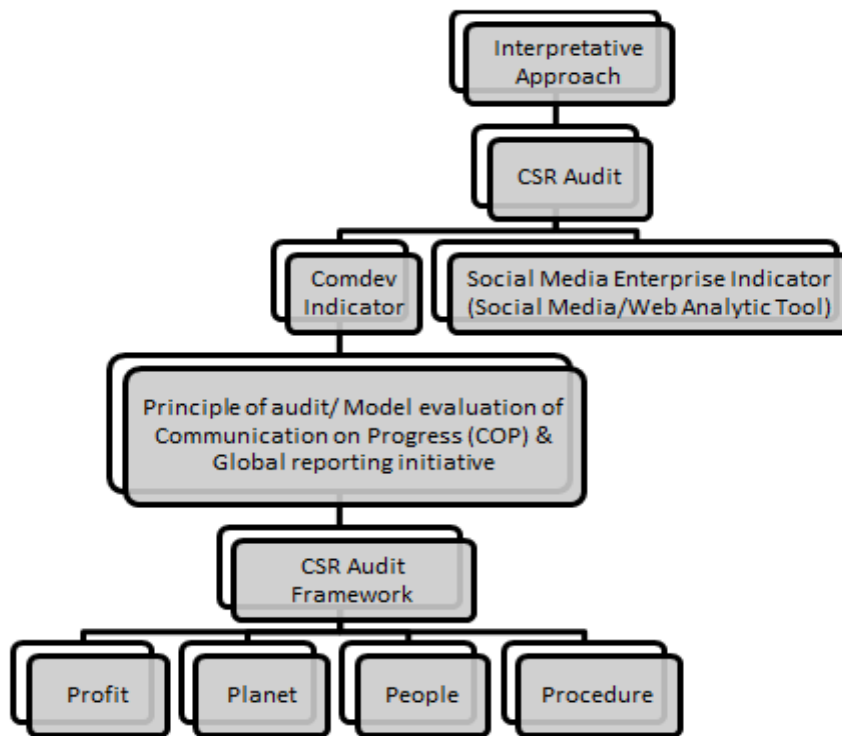 Interpretative
Approach
CSR Audit
Comdev
Indicator
Social Media Enterprise Indicator
(Social Media/Web Analytic Tool)
Principle of audit/ Model evaluation of
Communication on Progress (COP) &
Global reporting initiative
CSR Audit
Framework
Profit
Planet
People
Procedure